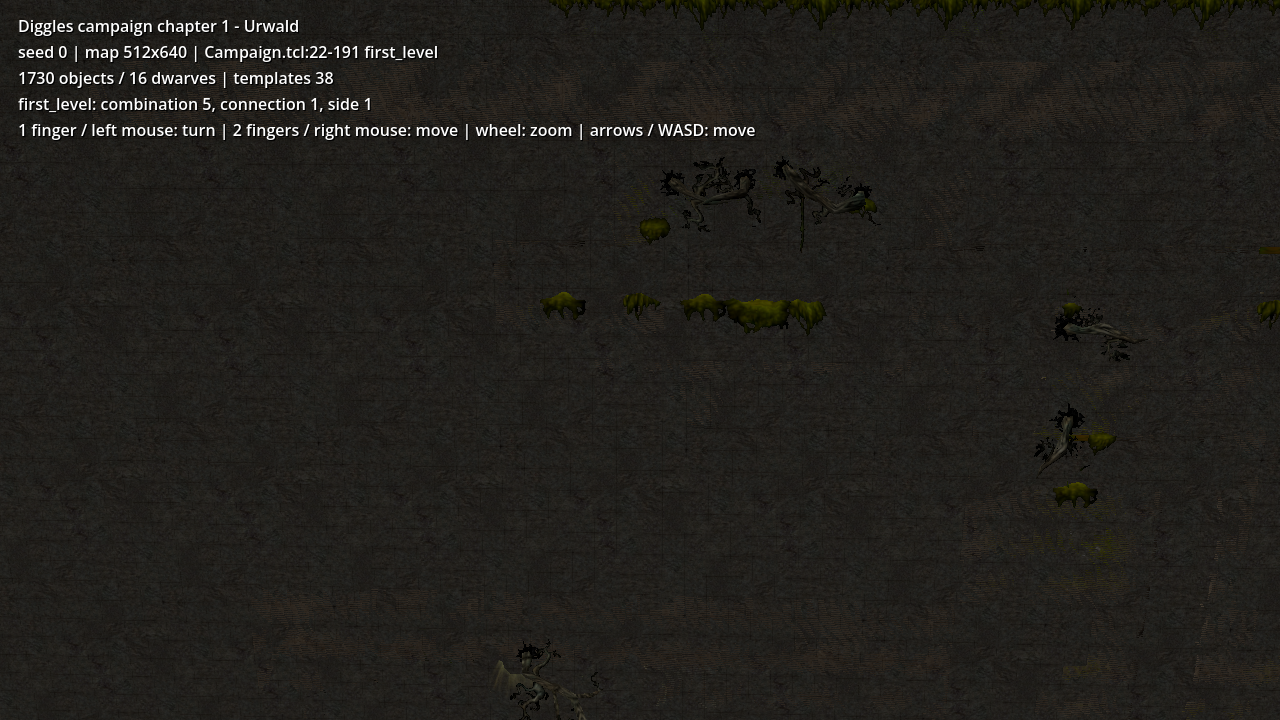 Diggles campaign chapter 1 - Urwald
seed 0 | map 512x640 | Campaign.tcl:22-191 first_level
1730 objects / 16 dwarves | templates 38
first_level: combination 5, connection 1, side 1
1 finger / left mouse: turn | 2 fingers / right mouse: move | wheel: zoom | arrows / WASD: move